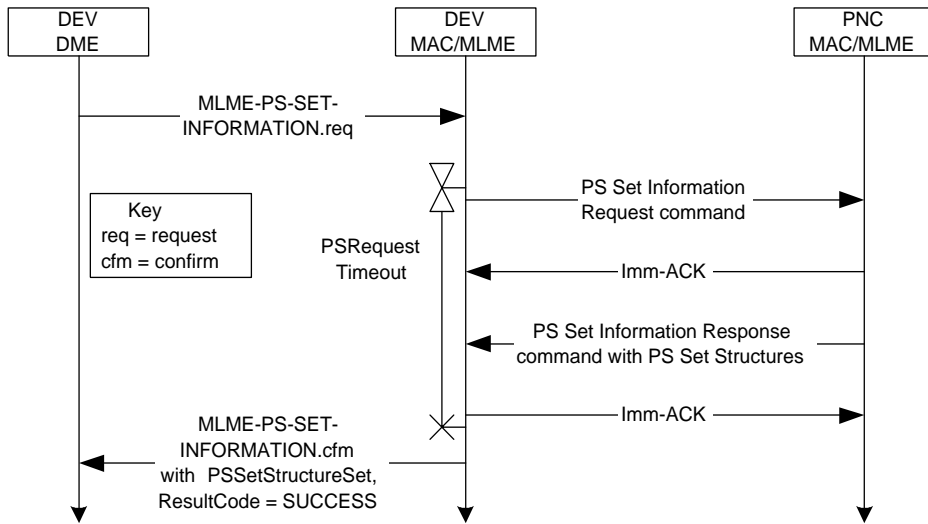 DEV
DME
DEV
MAC/MLME
PNC
MAC/MLME
MLME-PS-SET-
INFORMATION.req
PS Set Information
Request command
Key
req = request
cfm = confirm
PSRequest
Timeout
Imm-ACK
PS Set Information Response
command with PS Set Structures
Imm-ACK
MLME-PS-SET-
INFORMATION.cfm
with PSSetStructureSet,
ResultCode = SUCCESS